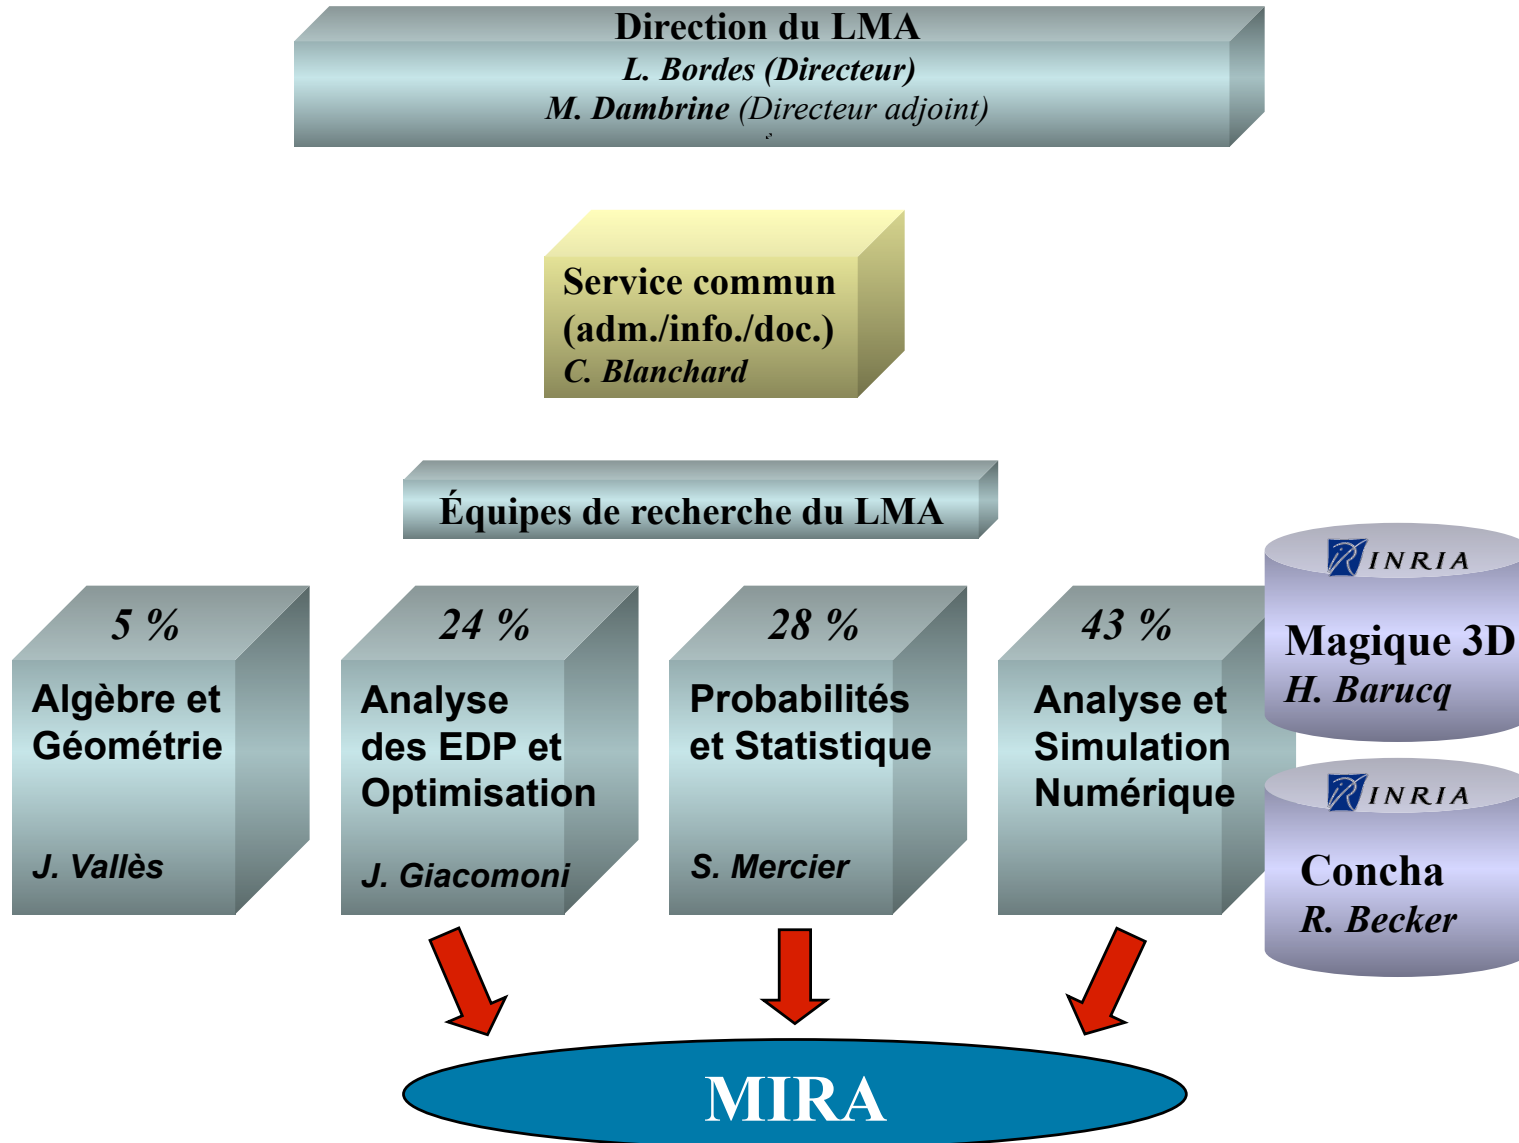 Direction du LMA
L. Bordes (Directeur)
M. Dambrine (Directeur adjoint)
Service commun
(adm./info./doc.)
C. Blanchard
Équipes de recherche du LMA
5 %
Algèbre et
Géométrie
J. Vallès
24 %
Analyse
des EDP et
Optimisation
J. Giacomoni
28 %
Probabilités
et Statistique
S. Mercier
43 %
Analyse et
Simulation
Numérique
INRIA
Magique 3D
H. Barucq
INRIA
Concha
R. Becker
MIRA